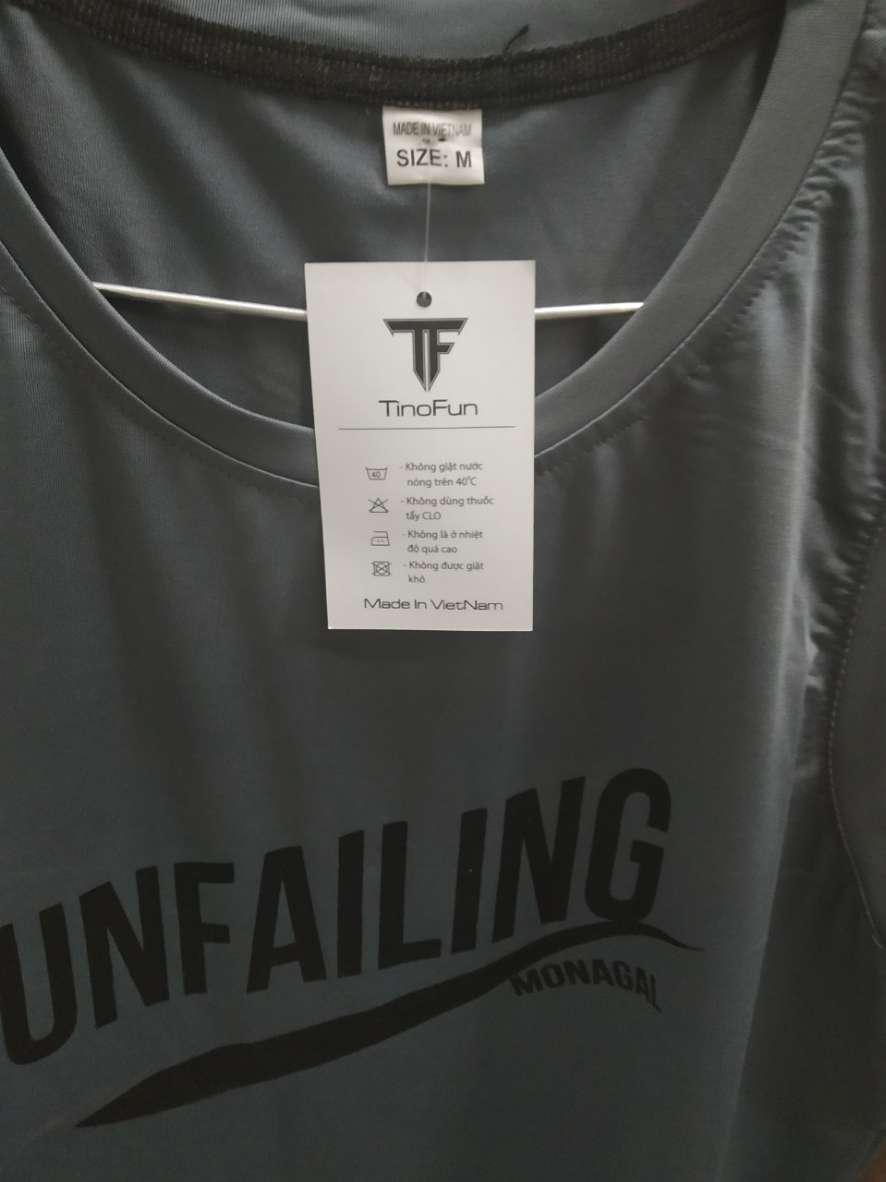 MADE IN VIETNAM
SIZE: M
TF
TinoFun
40
- Không giặt nước
nóng trên 40°C
- Không dùng thuốc
tẩy CLO
- Không là ở nhiệt
độ quá cao
- Không được giặt
khô
Made In VietNam
UNFAILING
MONAGAL